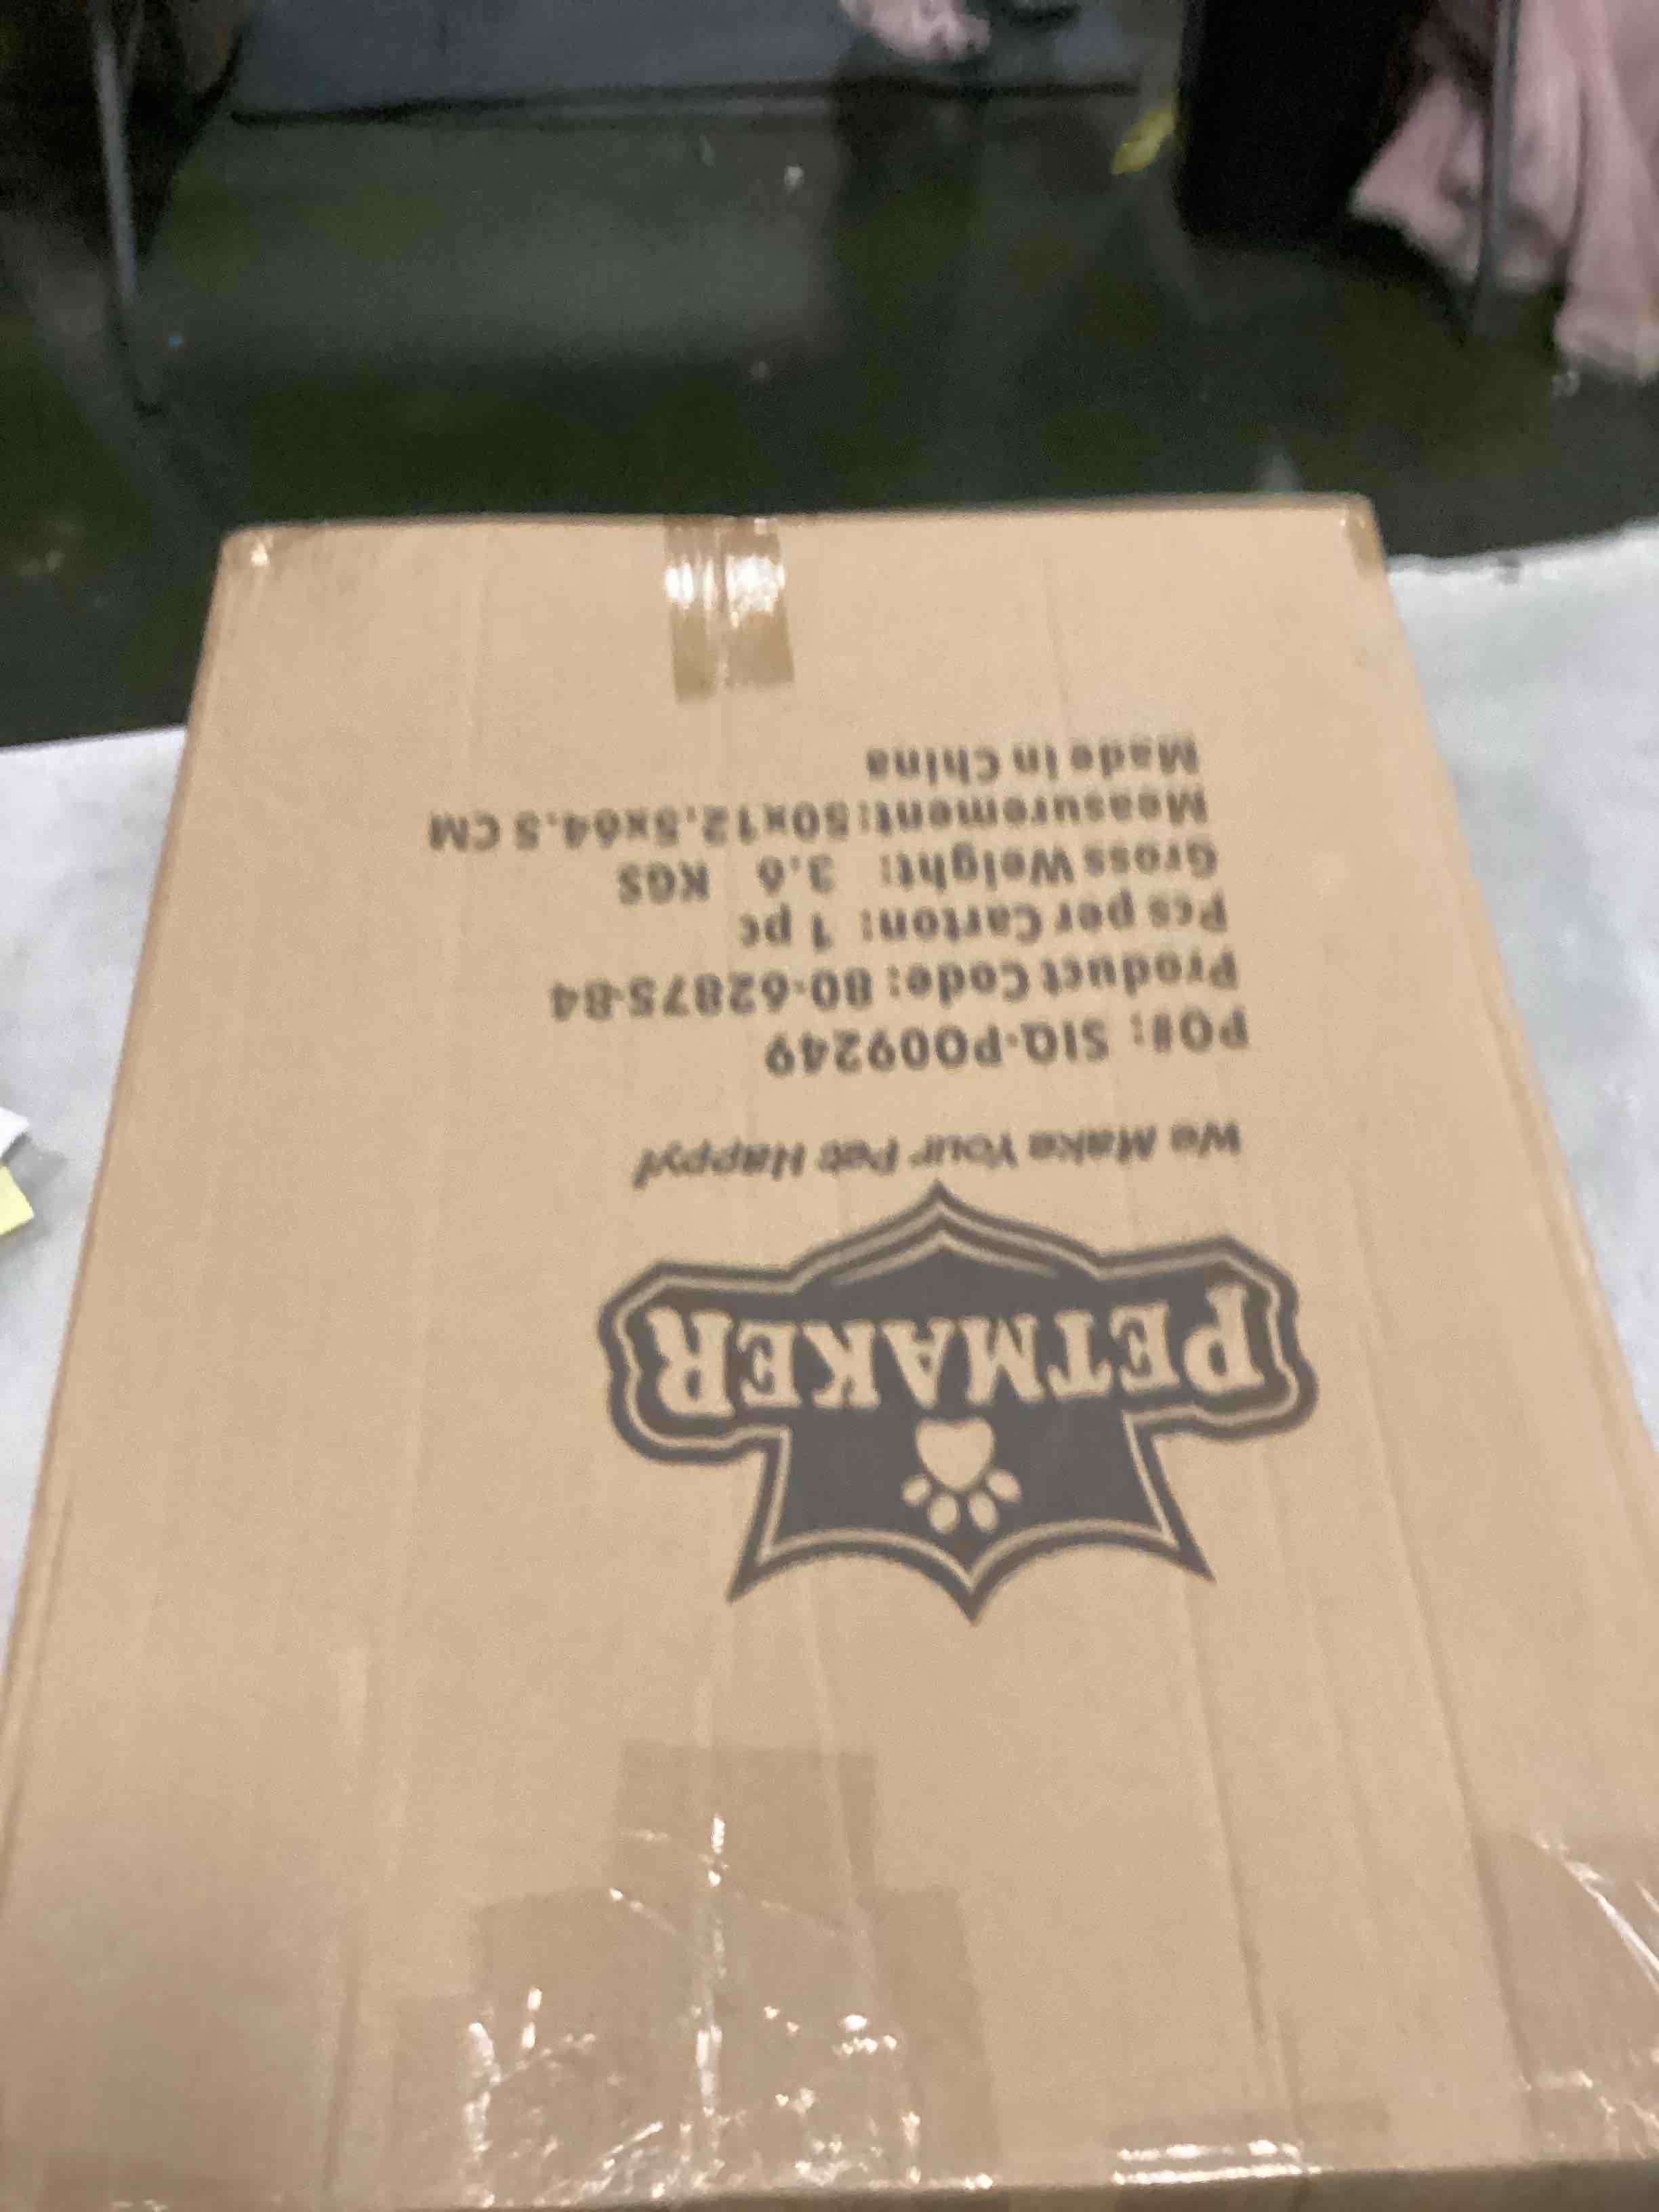 PETMAKER
We Make Your Pet Happy!
PO#: SIQ-PO09249
Product Code: 80-62875-84
Pcs per Carton: 1 pc
Gross Weight: 3.6 KGS
Measurement:50x12.5x64.5 CM
Made in China